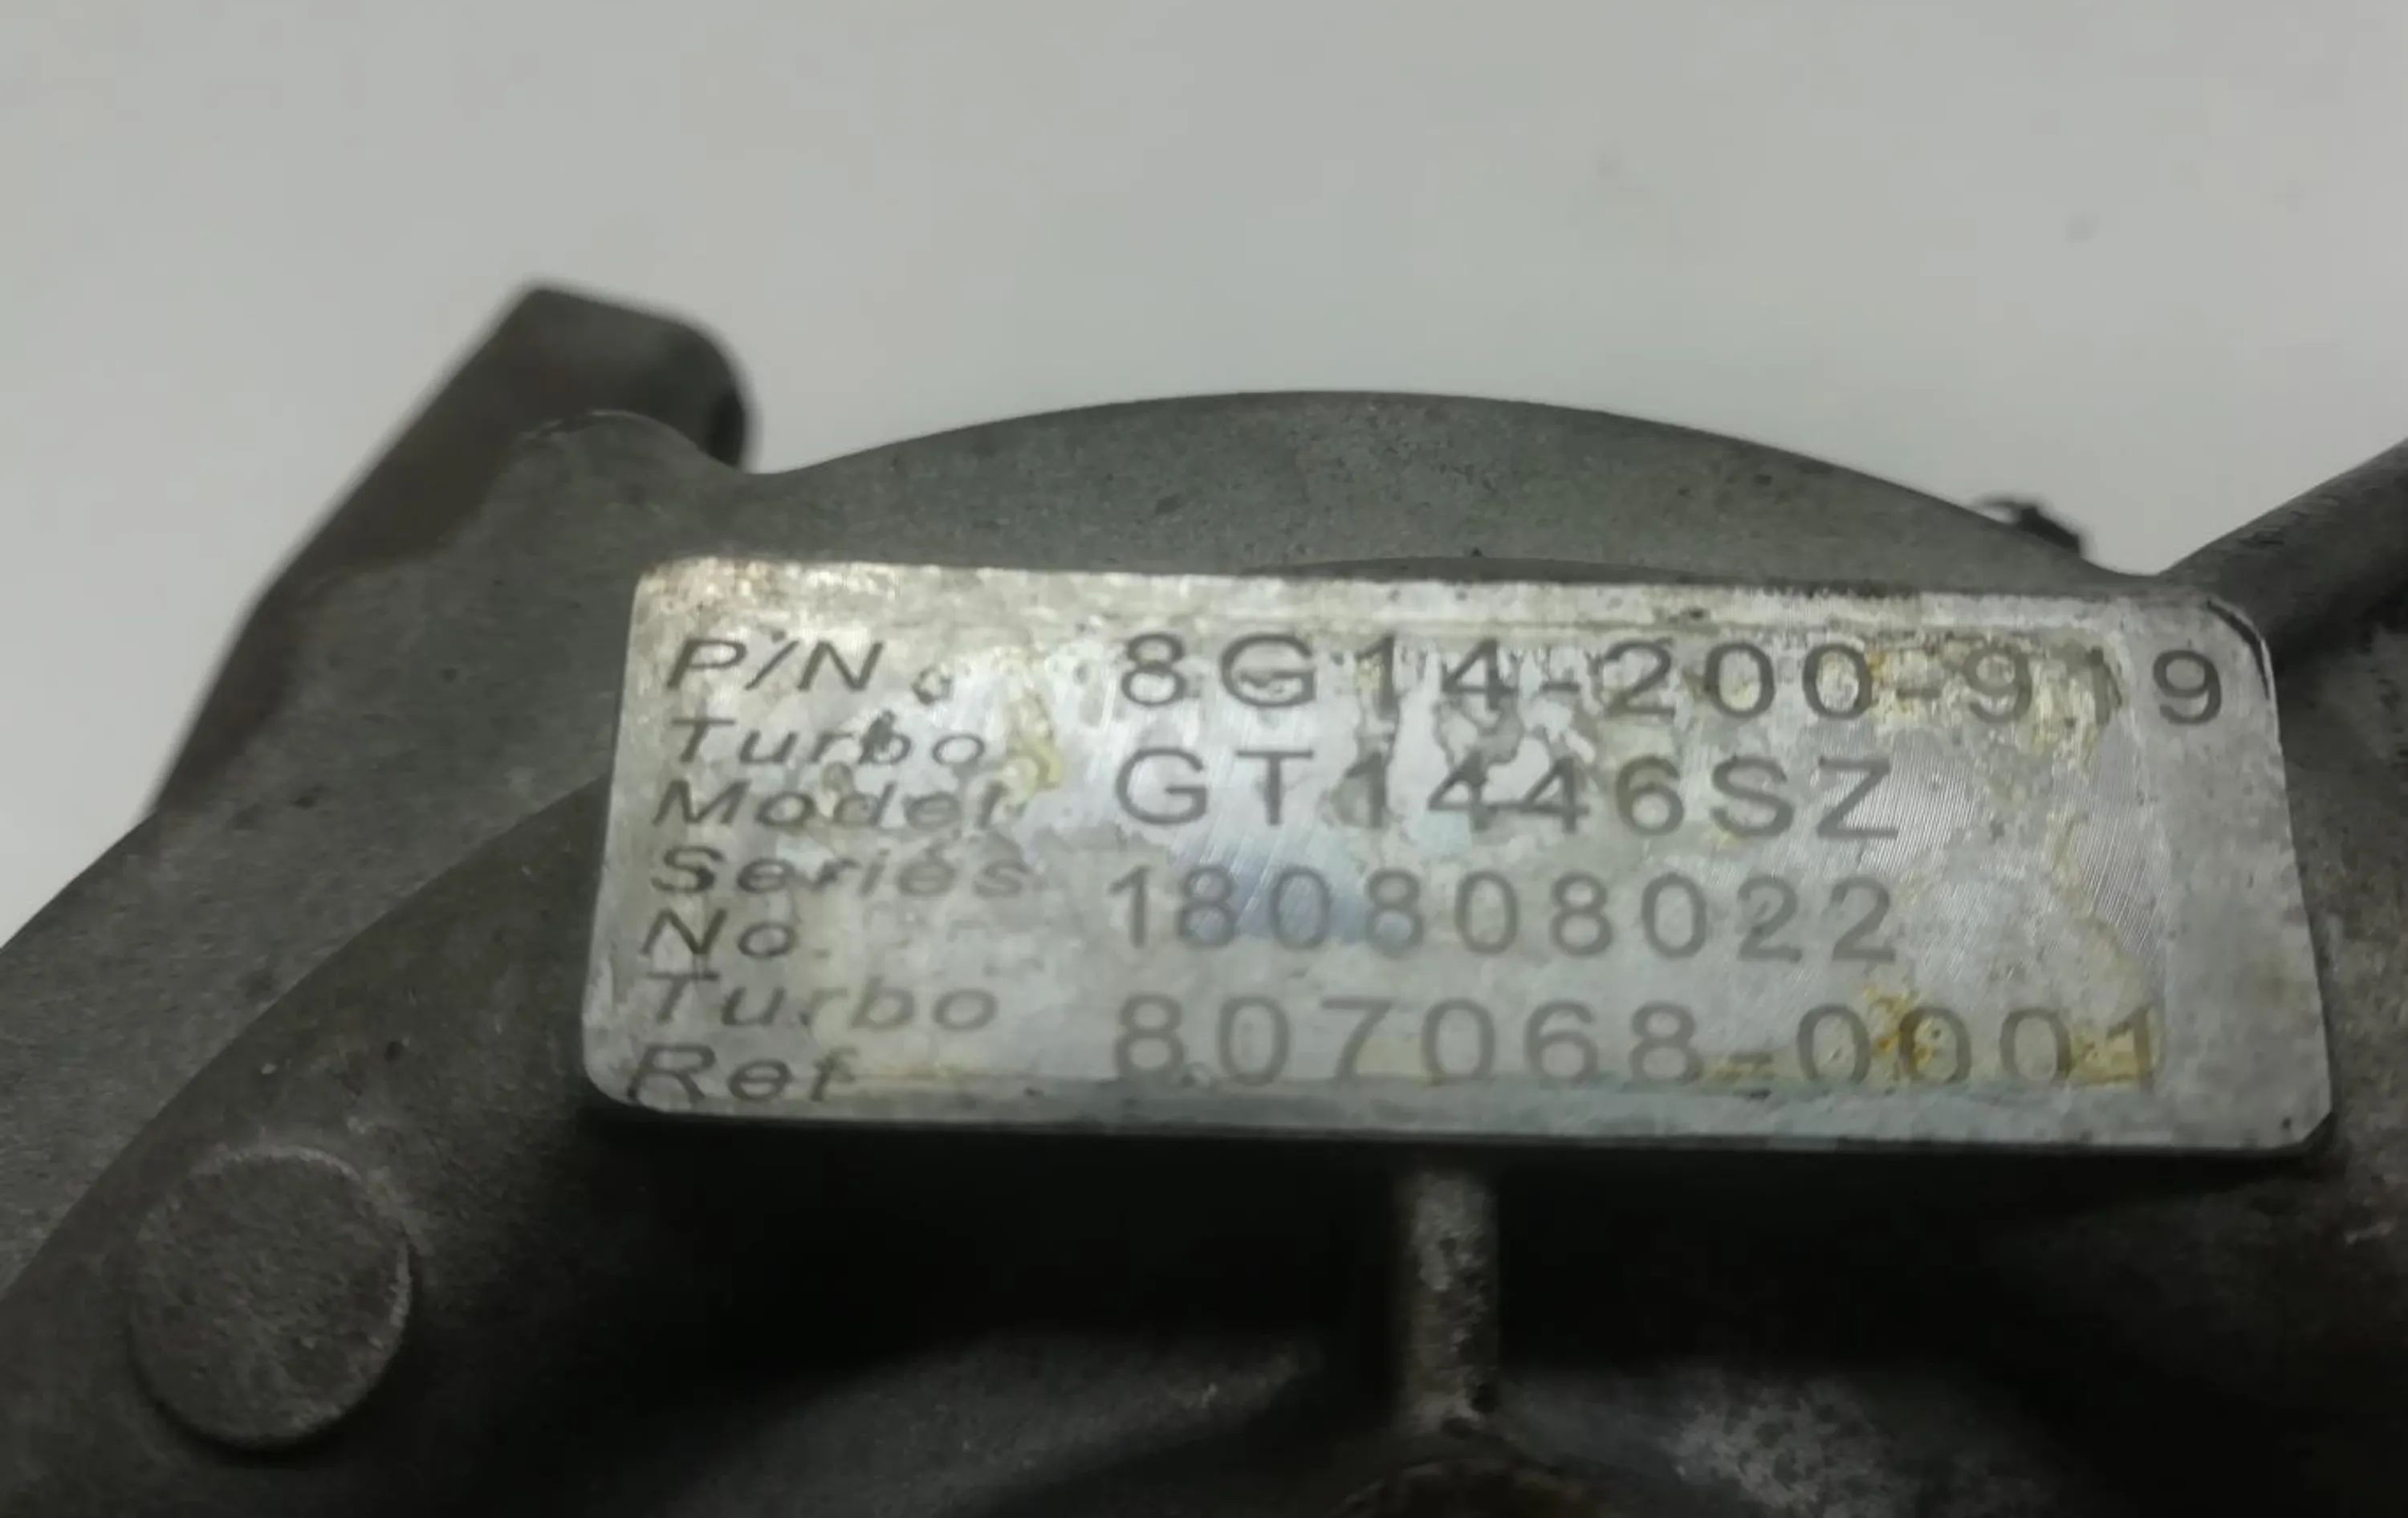 P/N 8G14-200-919
Turbo
Model GT1446SZ
Series
No 180808022
Turbo
Ref 807068-0001